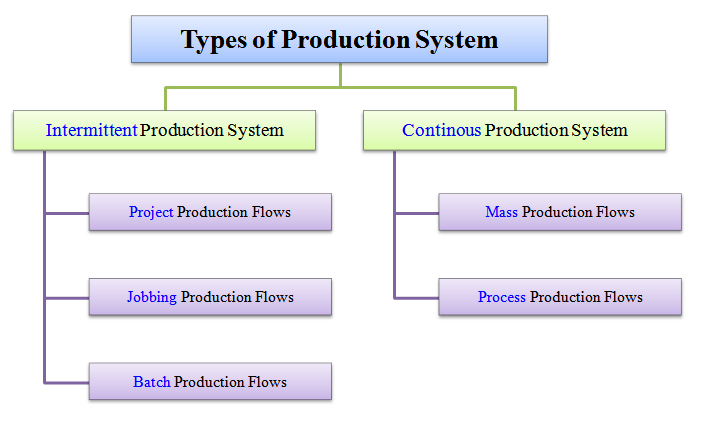 Types of Production System
Intermittent Production System
Continous Production System
Project Production Flows
Mass Production Flows
Jobbing Production Flows
Process Production Flows
Batch Production Flows